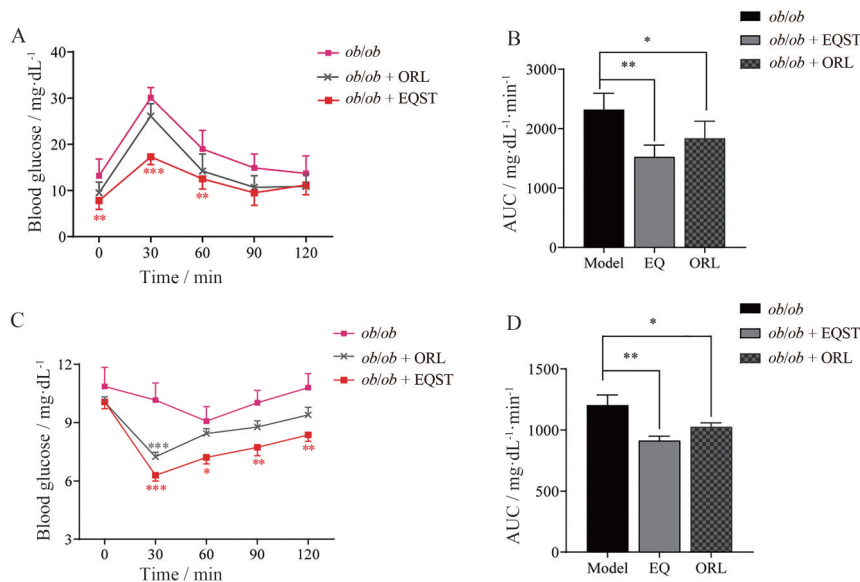 A
ob/ob
ob/ob + ORL
ob/ob + EQST
Blood glucose / mg·dL⁻¹
40
30
20
10
0
***
**
**
0 30 60 90 120
Time / min
B
ob/ob
ob/ob + EQST
ob/ob + ORL
*
**
AUC / mg·dL⁻¹·min⁻¹
3000
2000
1000
0
Model EQ ORL
C
ob/ob
ob/ob + ORL
ob/ob + EQST
Blood glucose / mg·dL⁻¹
12
9
6
3
***
***
*
**
**
0 30 60 90 120
Time / min
D
ob/ob
ob/ob + EQST
ob/ob + ORL
*
**
AUC / mg·dL⁻¹·min⁻¹
1500
1000
500
0
Model EQ ORL